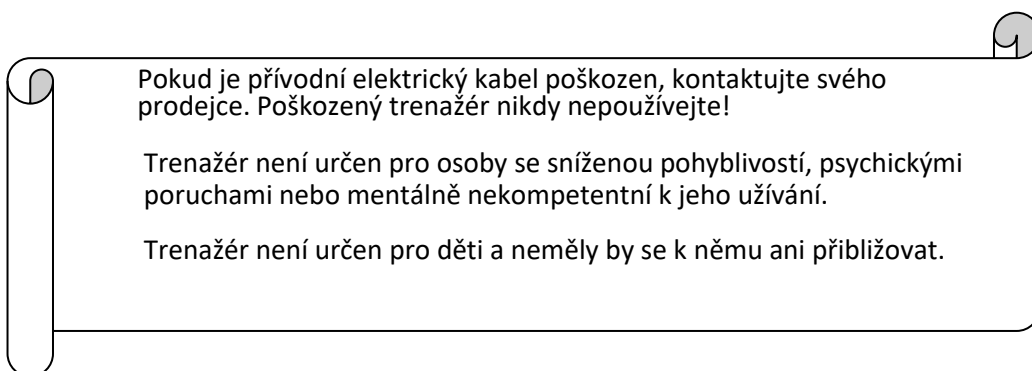 Pokud je přívodní elektrický kabel poškozen, kontaktujte svého
prodejce. Poškozený trenažér nikdy nepoužívejte!
Trenažér není určen pro osoby se sníženou pohyblivostí, psychickými
poruchami nebo mentálně nekompetentní k jeho užívání.
Trenažér není určen pro děti a neměly by se k němu ani přibližovat.